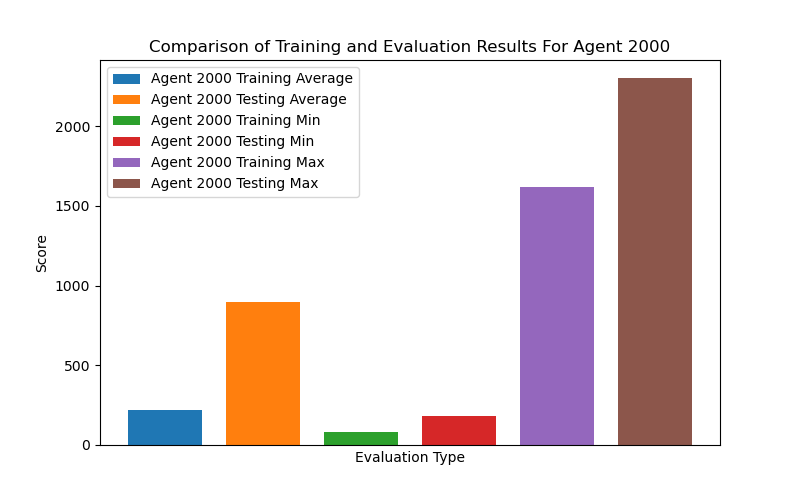 Comparison of Training and Evaluation Results For Agent 2000
Agent 2000 Training Average
Agent 2000 Testing Average
Agent 2000 Training Min
Agent 2000 Testing Min
Agent 2000 Training Max
Agent 2000 Testing Max
2000
1500
1000
500
0
Score
Evaluation Type